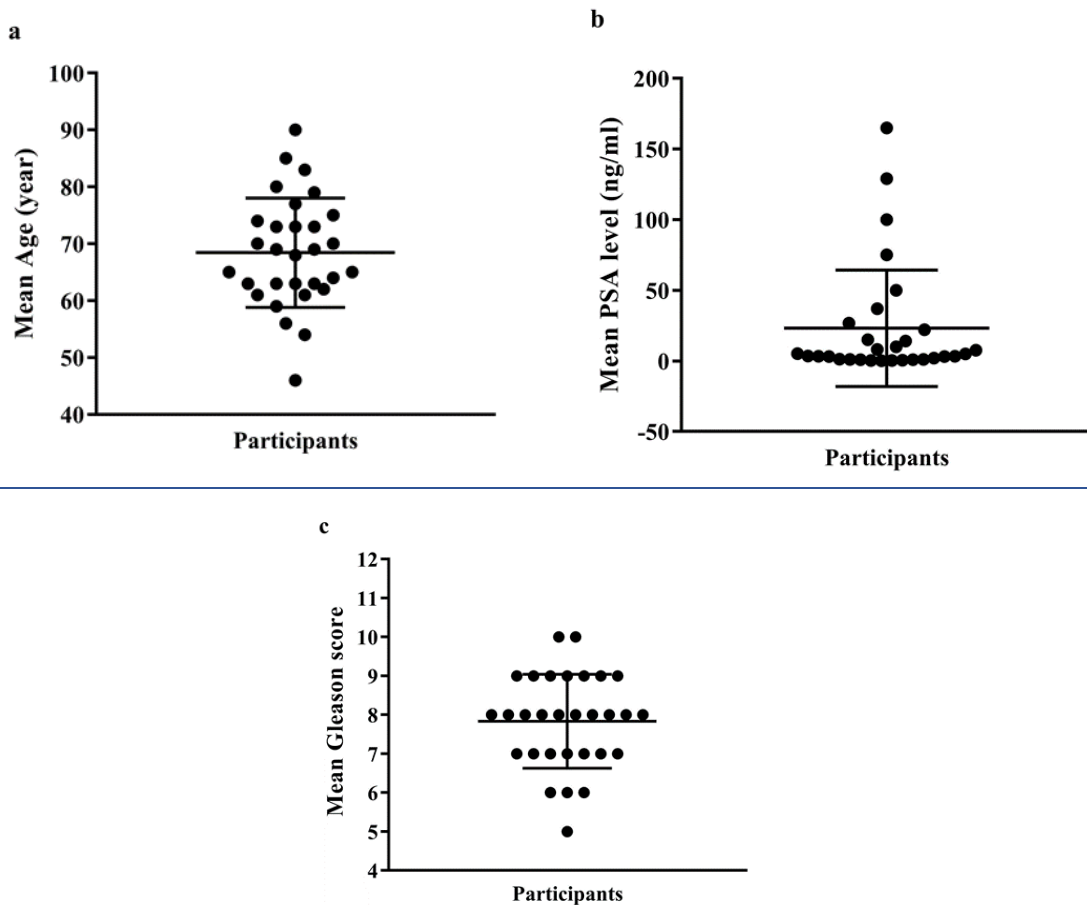 a
Mean Age (year)
100
90
80
70
60
50
40
Participants
b
Mean PSA level (ng/ml)
200
150
100
50
0
-50
Participants
c
Mean Gleason score
12
11
10
9
8
7
6
5
4
Participants